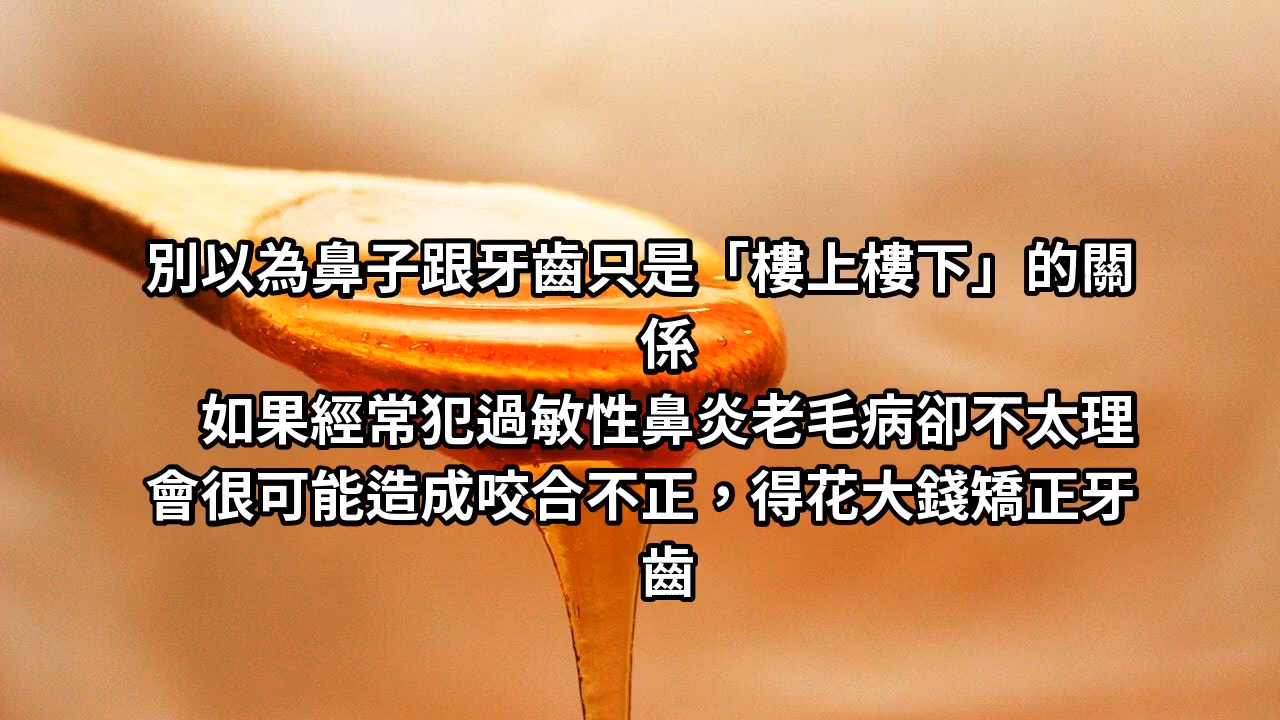 別以為鼻子跟牙齒只是「樓上樓下」的關
係
如果經常犯過敏性鼻炎老毛病卻不太理
會很可能造成咬合不正，得花大錢矯正牙
齒